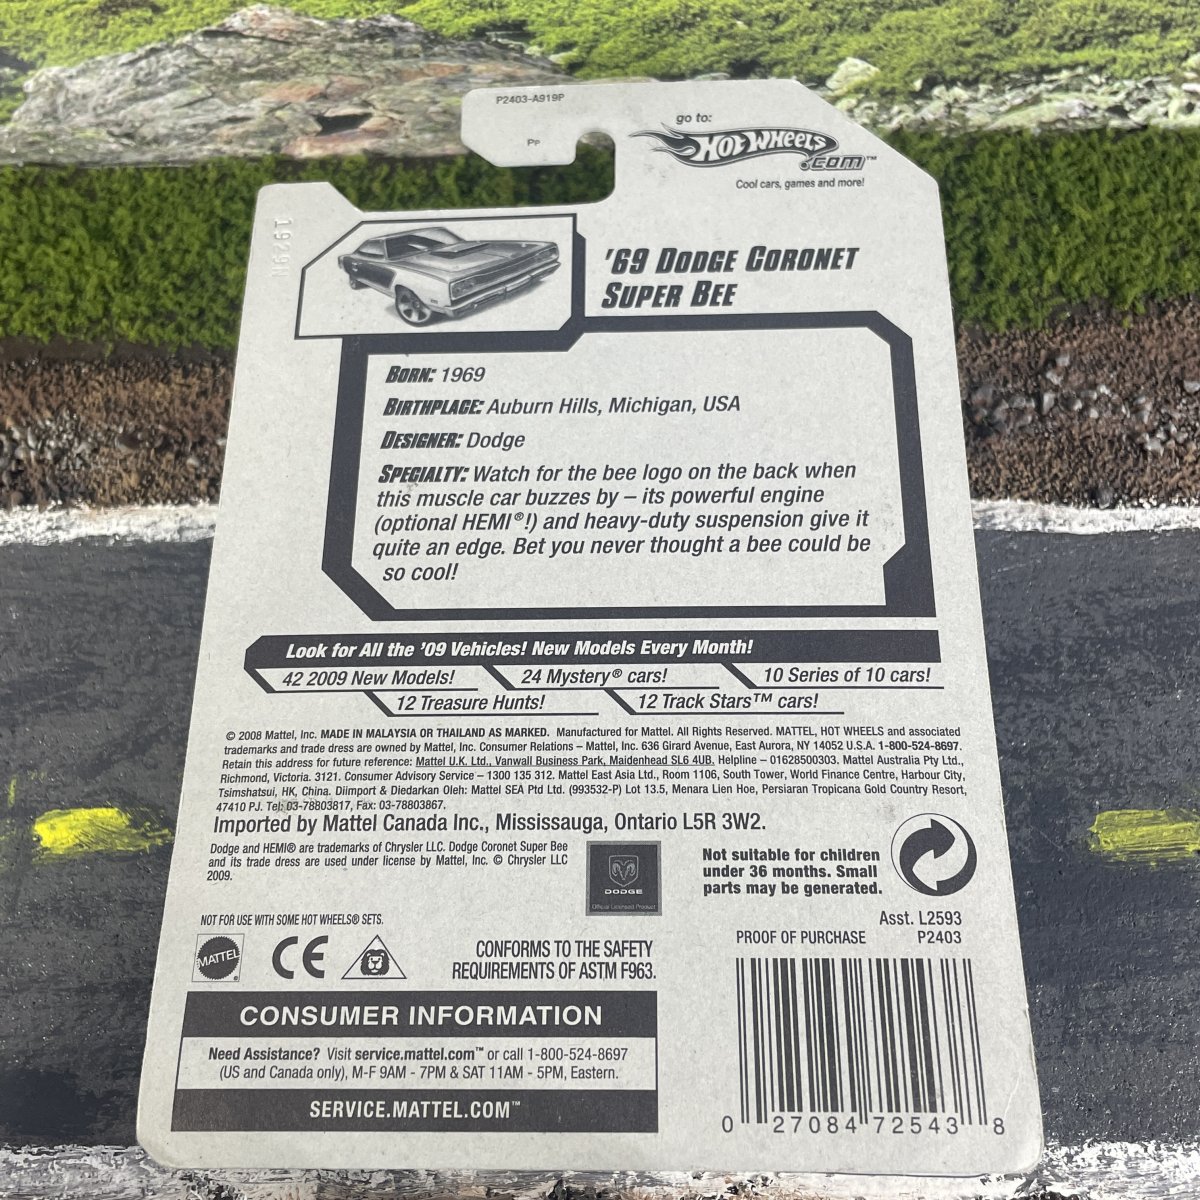 P2403-A919P
PP
go to:
HOT WHEELS
.COM™
Cool cars, games and more!
1929N
'69 DODGE CORONET
SUPER BEE
BORN: 1969
BIRTHPLACE: Auburn Hills, Michigan, USA
DESIGNER: Dodge
SPECIALTY: Watch for the bee logo on the back when
this muscle car buzzes by – its powerful engine
(optional HEMI®!) and heavy-duty suspension give it
quite an edge. Bet you never thought a bee could be
so cool!
Look for All the '09 Vehicles! New Models Every Month!
42 2009 New Models! 24 Mystery® cars! 10 Series of 10 cars!
12 Treasure Hunts! 12 Track Stars™ cars!
© 2008 Mattel, Inc. MADE IN MALAYSIA OR THAILAND AS MARKED. Manufactured for Mattel. All Rights Reserved. MATTEL, HOT WHEELS and associated
trademarks and trade dress are owned by Mattel, Inc. Consumer Relations – Mattel, Inc. 636 Girard Avenue, East Aurora, NY 14052 U.S.A. 1-800-524-8697.
Retain this address for future reference: Mattel U.K. Ltd., Vanwall Business Park, Maidenhead SL6 4UB. Helpline – 01628500303. Mattel Australia Pty Ltd.,
Richmond, Victoria. 3121. Consumer Advisory Service – 1300 135 312. Mattel East Asia Ltd., Room 1106, South Tower, World Finance Centre, Harbour City,
Tsimshatsui, HK, China. Diimport & Diedarkan Oleh: Mattel SEA Ptd Ltd. (993532-P) Lot 13.5, Menara Lien Hoe, Persiaran Tropicana Gold Country Resort,
47410 PJ. Tel: 03-78803817, Fax: 03-78803867.
Imported by Mattel Canada Inc., Mississauga, Ontario L5R 3W2.
Dodge and HEMI® are trademarks of Chrysler LLC. Dodge Coronet Super Bee
and its trade dress are used under license by Mattel, Inc. © Chrysler LLC
2009.
DODGE
Official Licensed Product
Not suitable for children
under 36 months. Small
parts may be generated.
NOT FOR USE WITH SOME HOT WHEELS® SETS.
Asst. L2593
PROOF OF PURCHASE P2403
MATTEL
CE
CONFORMS TO THE SAFETY
REQUIREMENTS OF ASTM F963.
CONSUMER INFORMATION
Need Assistance? Visit service.mattel.com™ or call 1-800-524-8697
(US and Canada only), M-F 9AM - 7PM & SAT 11AM - 5PM, Eastern.
SERVICE.MATTEL.COM™
0 27084 72543 8